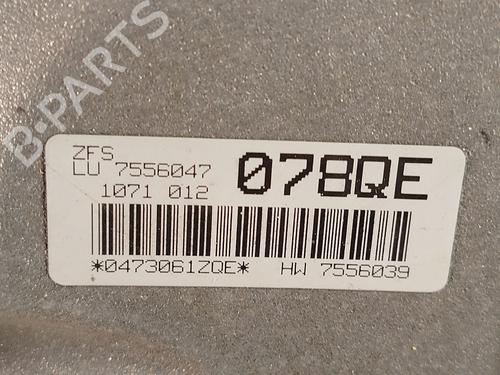 B-PARTS
ZFS
LU 7556047
078QE
1071 012
*0473061ZQE* HW 7556039